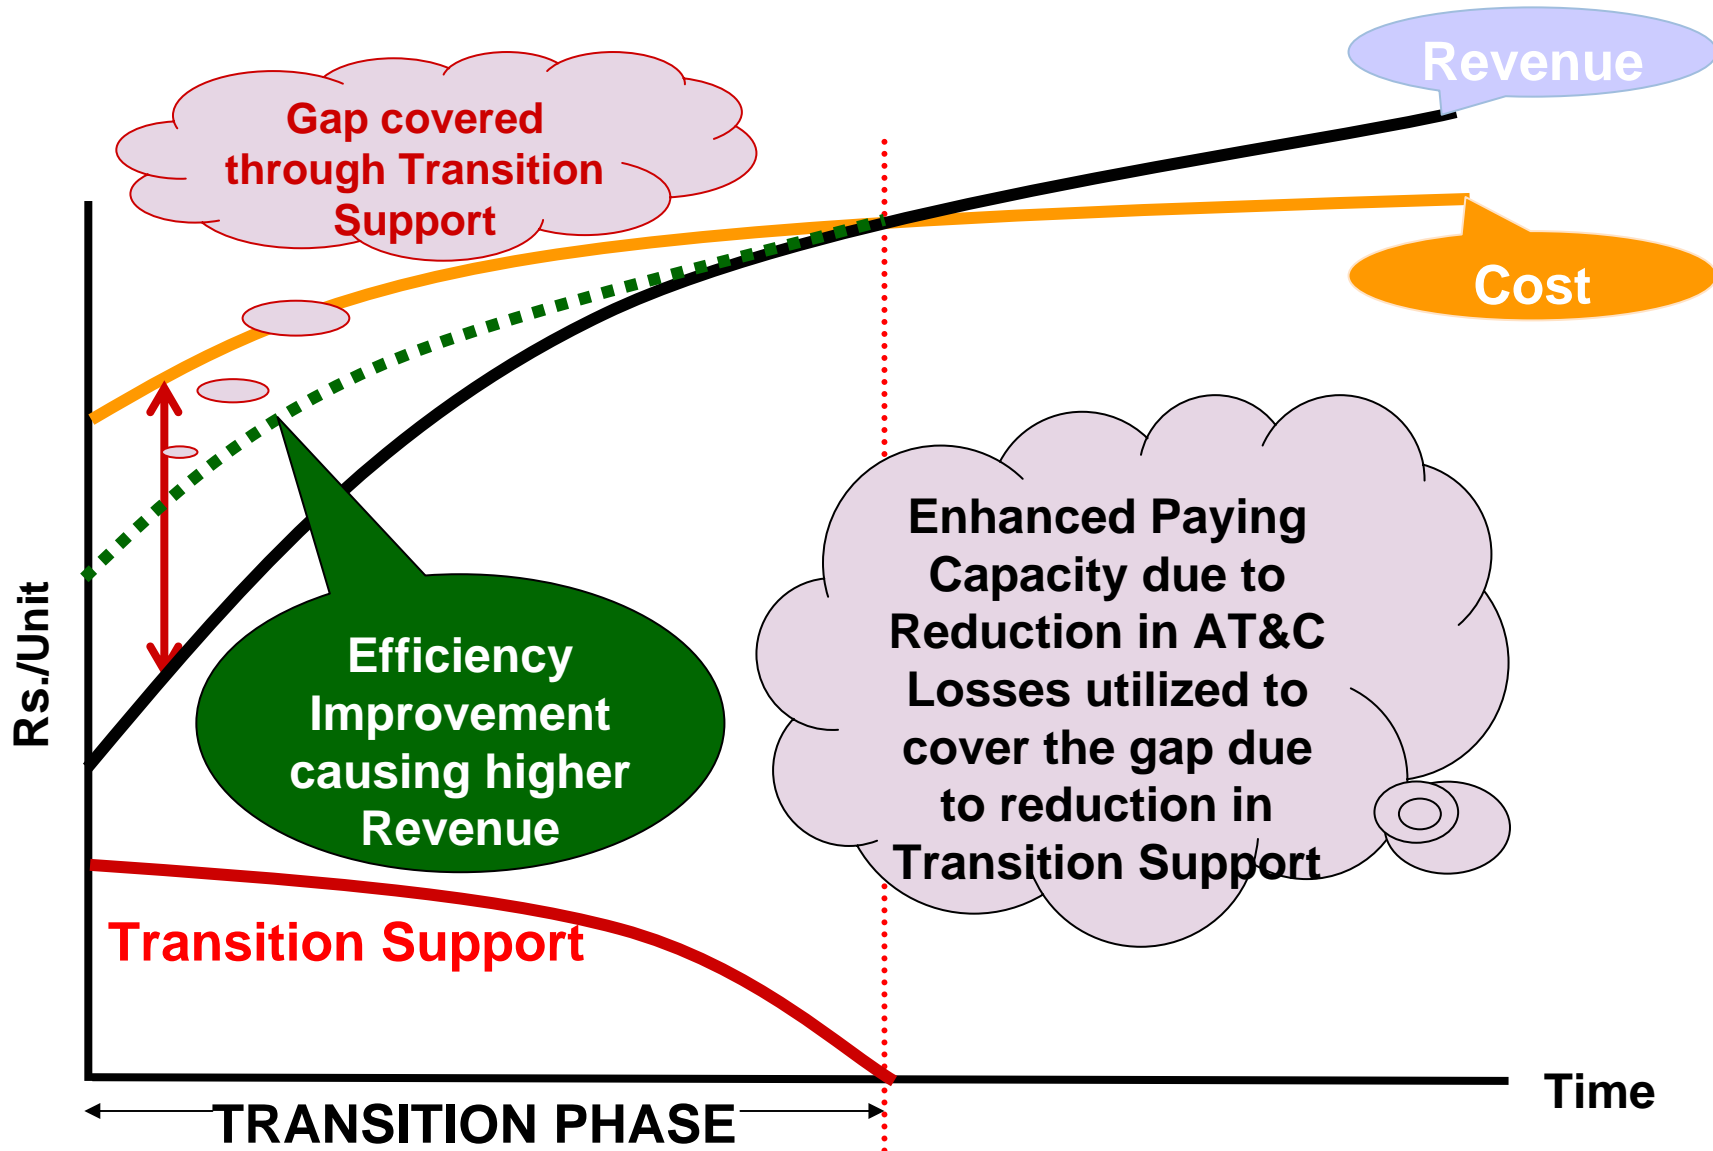 Revenue
Gap covered
through Transition
Support
Cost
Enhanced Paying
Capacity due to
Reduction in AT&C
Losses utilized to
cover the gap due
to reduction in
Transition Support
Rs./Unit
Efficiency
Improvement
causing higher
Revenue
Transition Support
Time
TRANSITION PHASE